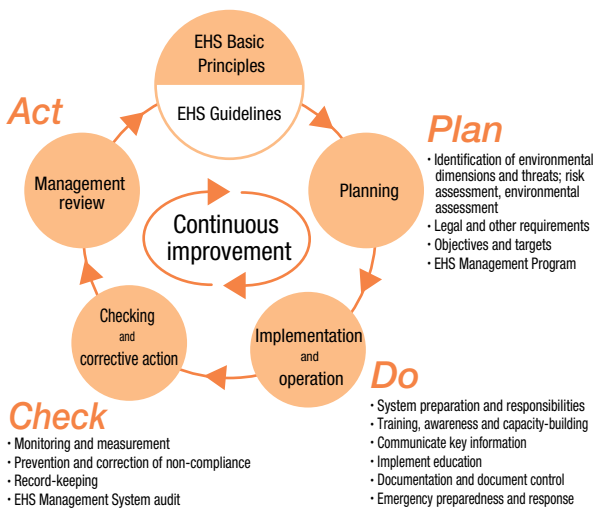 EHS Basic
Principles
EHS Guidelines
Act
Plan
• Identification of environmental
dimensions and threats; risk
assessment, environmental
assessment
• Legal and other requirements
• Objectives and targets
• EHS Management Program
Management
review
Planning
Continuous
improvement
Checking
and
corrective action
Implementation
and
operation
Check
• Monitoring and measurement
• Prevention and correction of non-compliance
• Record-keeping
• EHS Management System audit
Do
• System preparation and responsibilities
• Training, awareness and capacity-building
• Communicate key information
• Implement education
• Documentation and document control
• Emergency preparedness and response